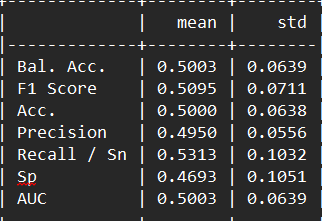 | | mean | std |
| Bal. Acc. | 0.5003 | 0.0639 |
| F1 Score | 0.5095 | 0.0711 |
| Acc. | 0.5000 | 0.0638 |
| Precision | 0.4950 | 0.0556 |
| Recall / Sn | 0.5313 | 0.1032 |
| Sp | 0.4693 | 0.1051 |
| AUC | 0.5003 | 0.0639 |